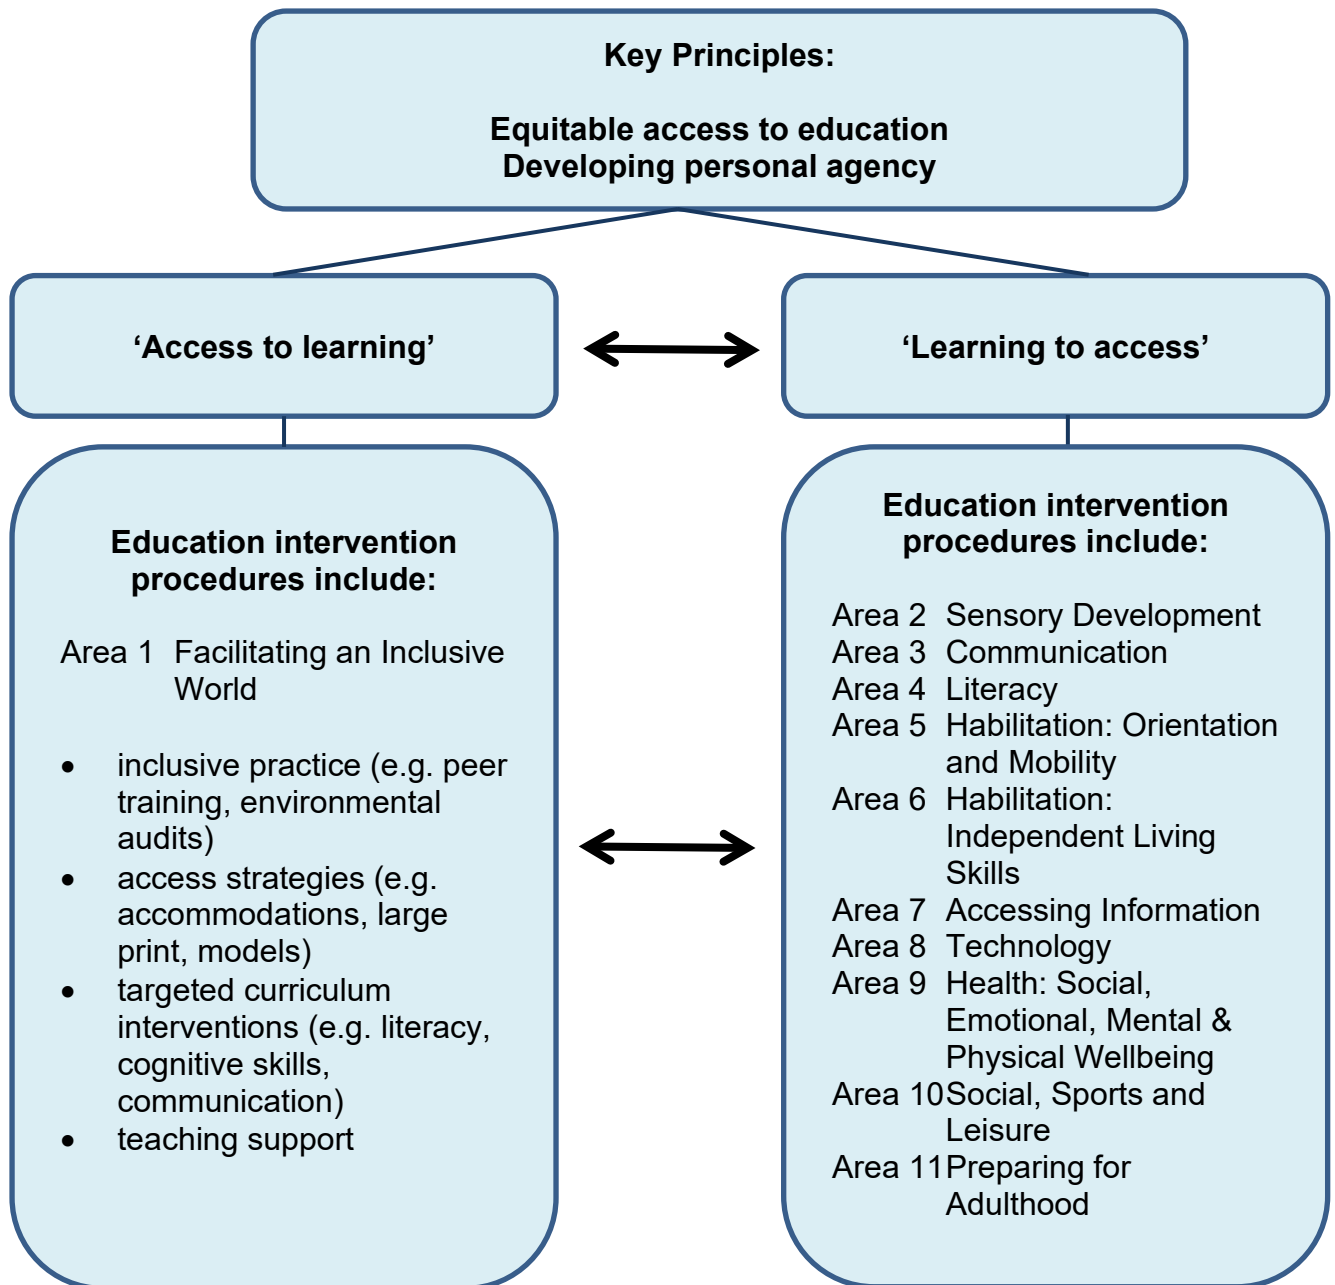 Key Principles:
Equitable access to education
Developing personal agency
‘Access to learning’
‘Learning to access’
Education intervention
procedures include:
Area 1 Facilitating an Inclusive
World
• inclusive practice (e.g. peer
training, environmental
audits)
• access strategies (e.g.
accommodations, large
print, models)
• targeted curriculum
interventions (e.g. literacy,
cognitive skills,
communication)
• teaching support
Education intervention
procedures include:
Area 2 Sensory Development
Area 3 Communication
Area 4 Literacy
Area 5 Habilitation: Orientation
and Mobility
Area 6 Habilitation:
Independent Living
Skills
Area 7 Accessing Information
Area 8 Technology
Area 9 Health: Social,
Emotional, Mental &
Physical Wellbeing
Area 10 Social, Sports and
Leisure
Area 11 Preparing for
Adulthood